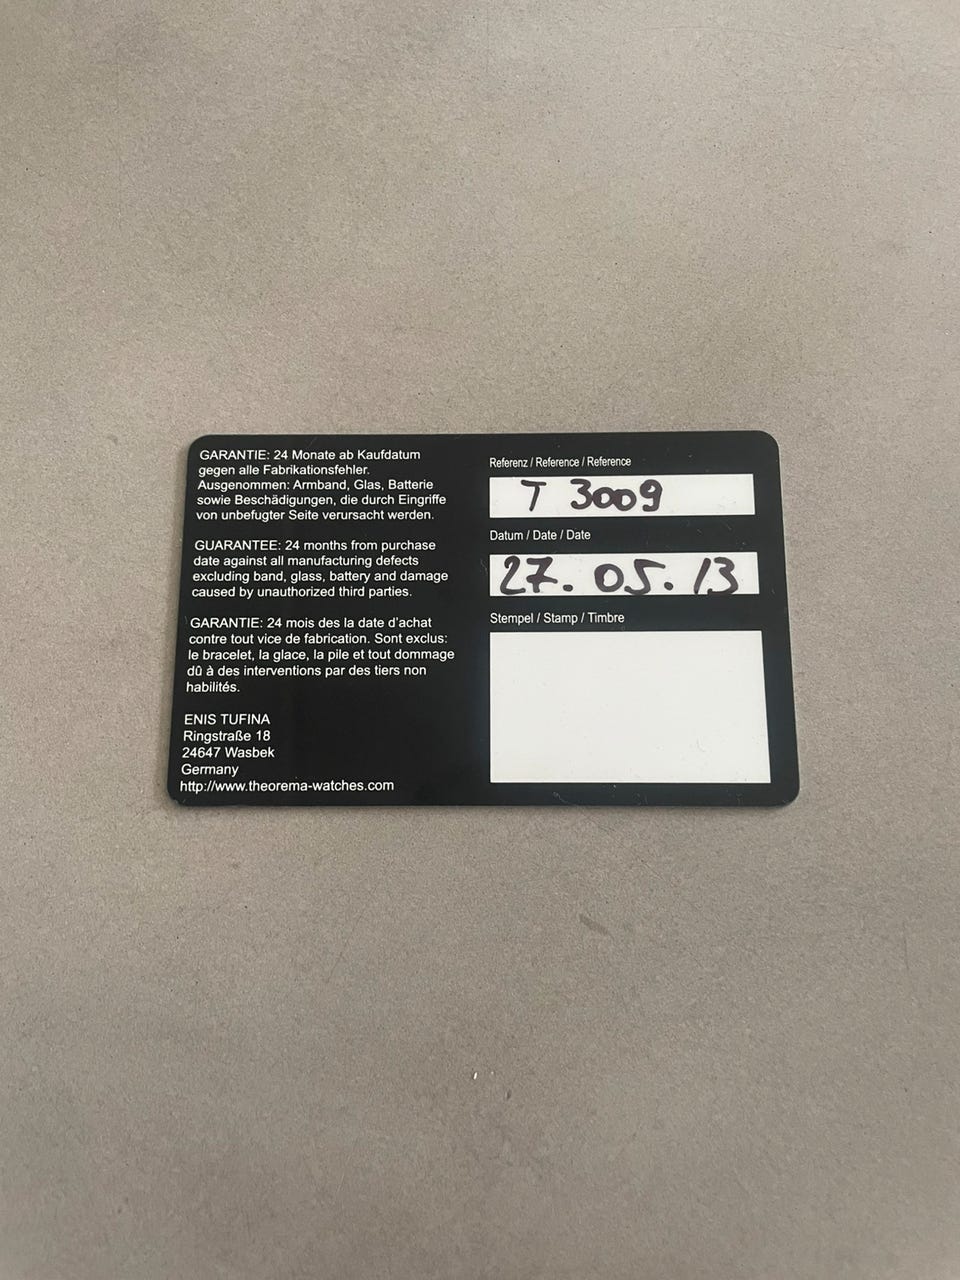 GARANTIE: 24 Monate ab Kaufdatum
gegen alle Fabrikationsfehler.
Ausgenommen: Armband, Glas, Batterie
sowie Beschädigungen, die durch Eingriffe
von unbefugter Seite verursacht werden.
GUARANTEE: 24 months from purchase
date against all manufacturing defects
excluding band, glass, battery and damage
caused by unauthorized third parties.
GARANTIE: 24 mois des la date d'achat
contre tout vice de fabrication. Sont exclus:
le bracelet, la glace, la pile et tout dommage
dû à des interventions par des tiers non
habilités.
ENIS TUFINA
Ringstraße 18
24647 Wasbek
Germany
http://www.theorema-watches.com
Referenz / Reference / Reference
T 3009
Datum / Date / Date
27. 05. 13
Stempel / Stamp / Timbre